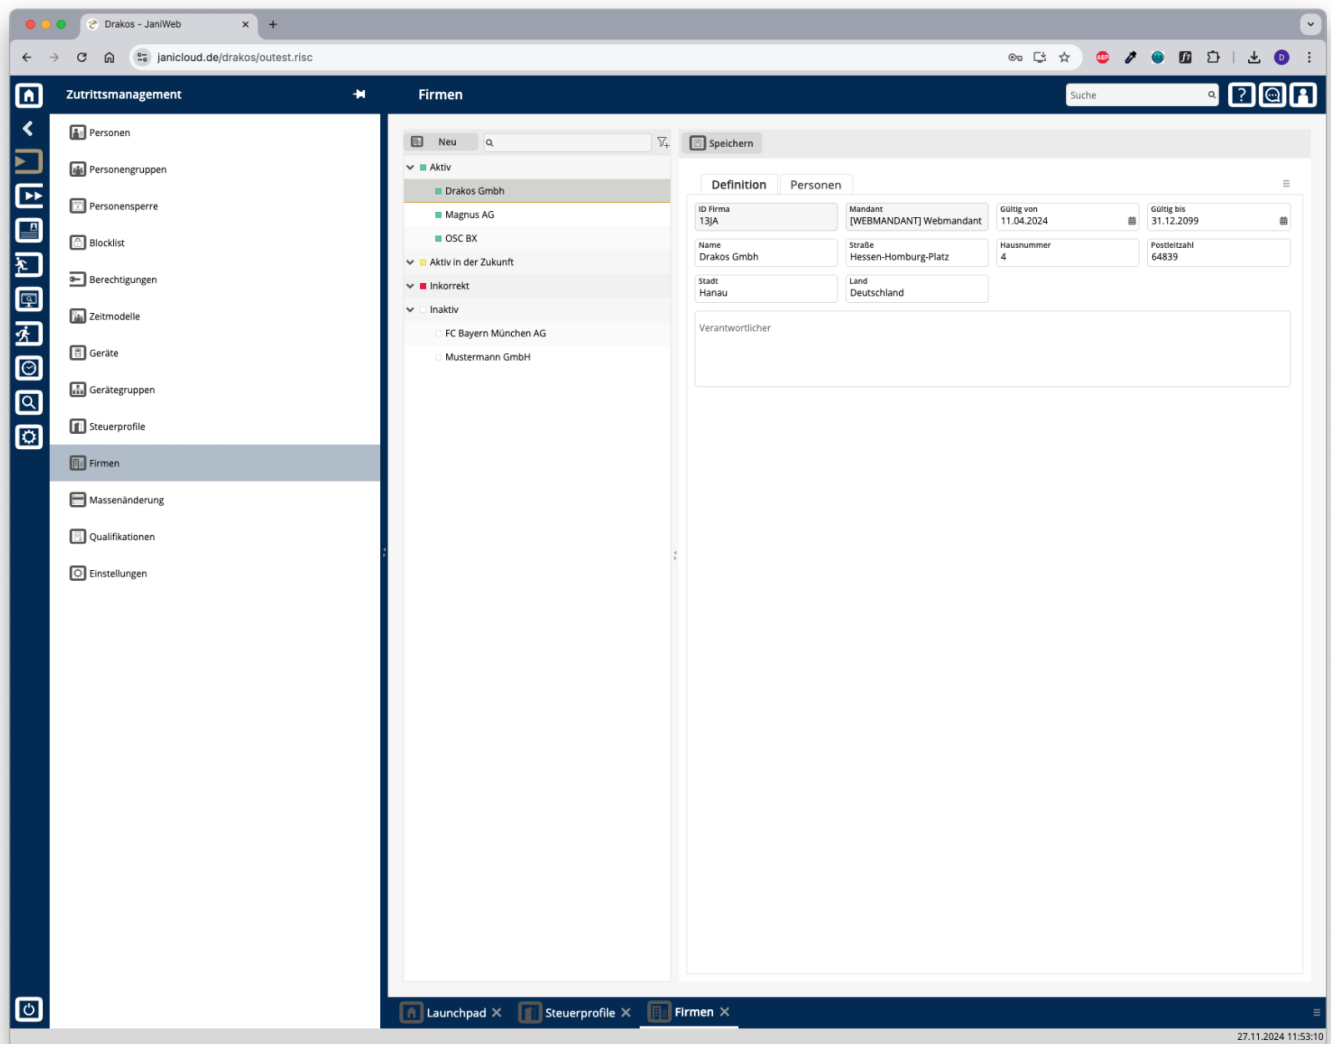 Drakos - JaniWeb
janicloud.de/drakos/outest.risc
ABP
D
Zutrittsmanagement
Firmen
Suche
Personen
Personengruppen
Personensperre
Blocklist
Berechtigungen
Zeitmodelle
Geräte
Gerätegruppen
Steuerprofile
Firmen
Massenänderung
Qualifikationen
Einstellungen
Neu
Aktiv
Drakos Gmbh
Magnus AG
OSC BX
Aktiv in der Zukunft
Inkorrekt
Inaktiv
FC Bayern München AG
Mustermann GmbH
Speichern
Definition Personen
ID Firma Mandant Gültig von Gültig bis
13JA [WEBMANDANT] Webmandant 11.04.2024 31.12.2099
Name Straße Hausnummer Postleitzahl
Drakos Gmbh Hessen-Homburg-Platz 4 64839
Stadt Land
Hanau Deutschland
Verantwortlicher
Launchpad Steuerprofile Firmen
27.11.2024 11:53:10